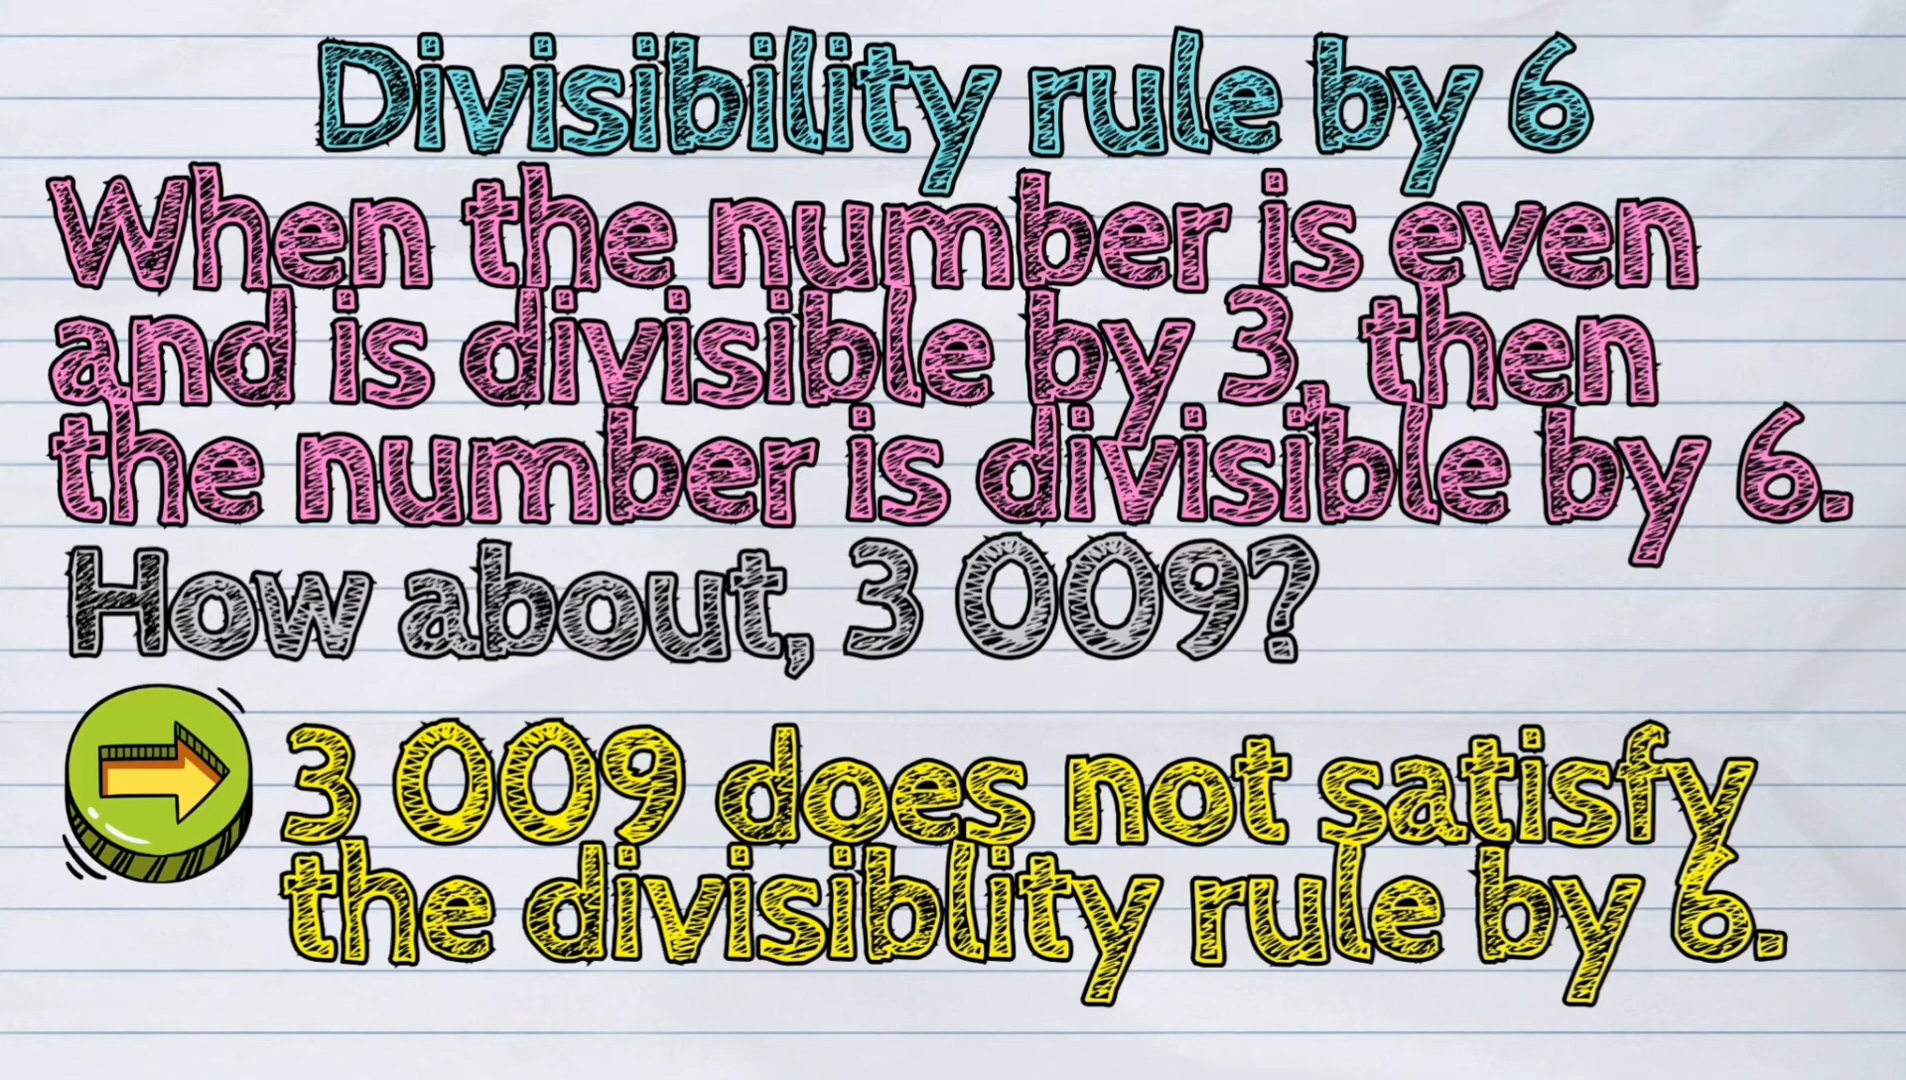 Divisibility rule by 6
When the number is even
and is divisible by 3, then
the number is divisible by 6.
How about, 3 009?
3 009 does not satisfy
the divisiblity rule by 6.